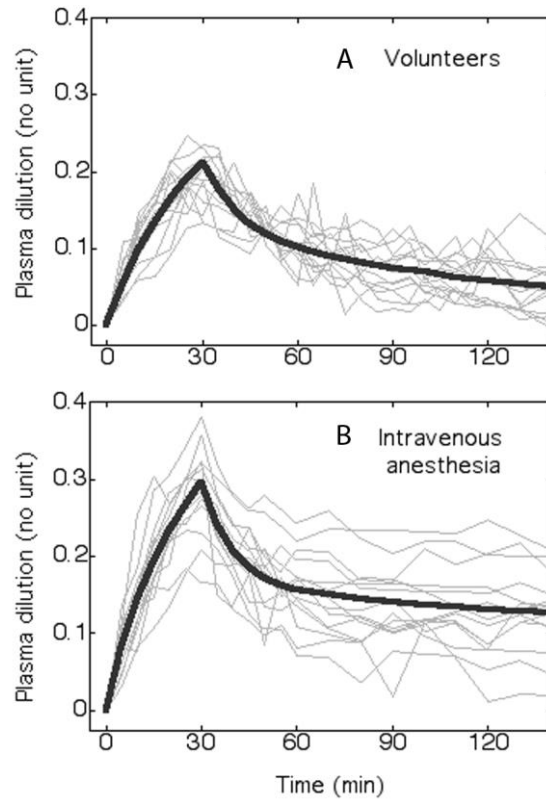 0.4
A Volunteers
0.3
0.2
0.1
0
Plasma dilution (no unit)
0 30 60 90 120
0.4
B Intravenous
anesthesia
0.3
0.2
0.1
0
Plasma dilution (no unit)
0 30 60 90 120
Time (min)